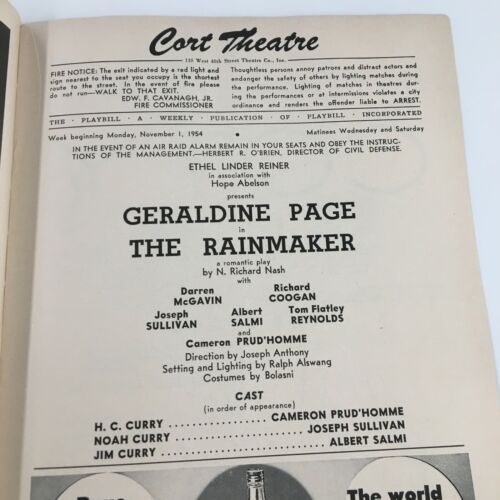 Cort Theatre
138 West 48th Street Theatre Co., Inc.
FIRE NOTICE: The exit indicated by a red light and
sign nearest to the seat you occupy is the shortest
route to the street. In the event of fire please
do not run—WALK TO THAT EXIT.
EDW. F. CAVANAGH, JR.
FIRE COMMISSIONER
Thoughtless persons annoy patrons and distract actors and
endanger the safety of others by lighting matches during
the performance. Lighting of matches in theatres dur-
ing the performances or at intermissions violates a city
ordinance and renders the offender liable to ARREST.
THE · PLAYBILL · A · WEEKLY · PUBLICATION · OF · PLAYBILL · INCORPORATED
Week beginning Monday, November 1, 1954 • Matinees Wednesday and Saturday
IN THE EVENT OF AN AIR RAID ALARM REMAIN IN YOUR SEATS AND OBEY THE INSTRUC-
TIONS OF THE MANAGEMENT.—HERBERT R. O'BRIEN, DIRECTOR OF CIVIL DEFENSE.
ETHEL LINDER REINER
in association with
Hope Abelson
presents
GERALDINE PAGE
in
THE RAINMAKER
a romantic play
by N. Richard Nash
with
Darren McGAVIN
Richard COOGAN
Joseph SULLIVAN
Albert SALMI
Tom Flatley REYNOLDS
and
Cameron PRUD'HOMME
Direction by Joseph Anthony
Setting and Lighting by Ralph Alswang
Costumes by Bolasni
CAST
(in order of appearance)
H. C. CURRY .................. CAMERON PRUD'HOMME
NOAH CURRY .................. JOSEPH SULLIVAN
JIM CURRY .................. ALBERT SALMI
The world